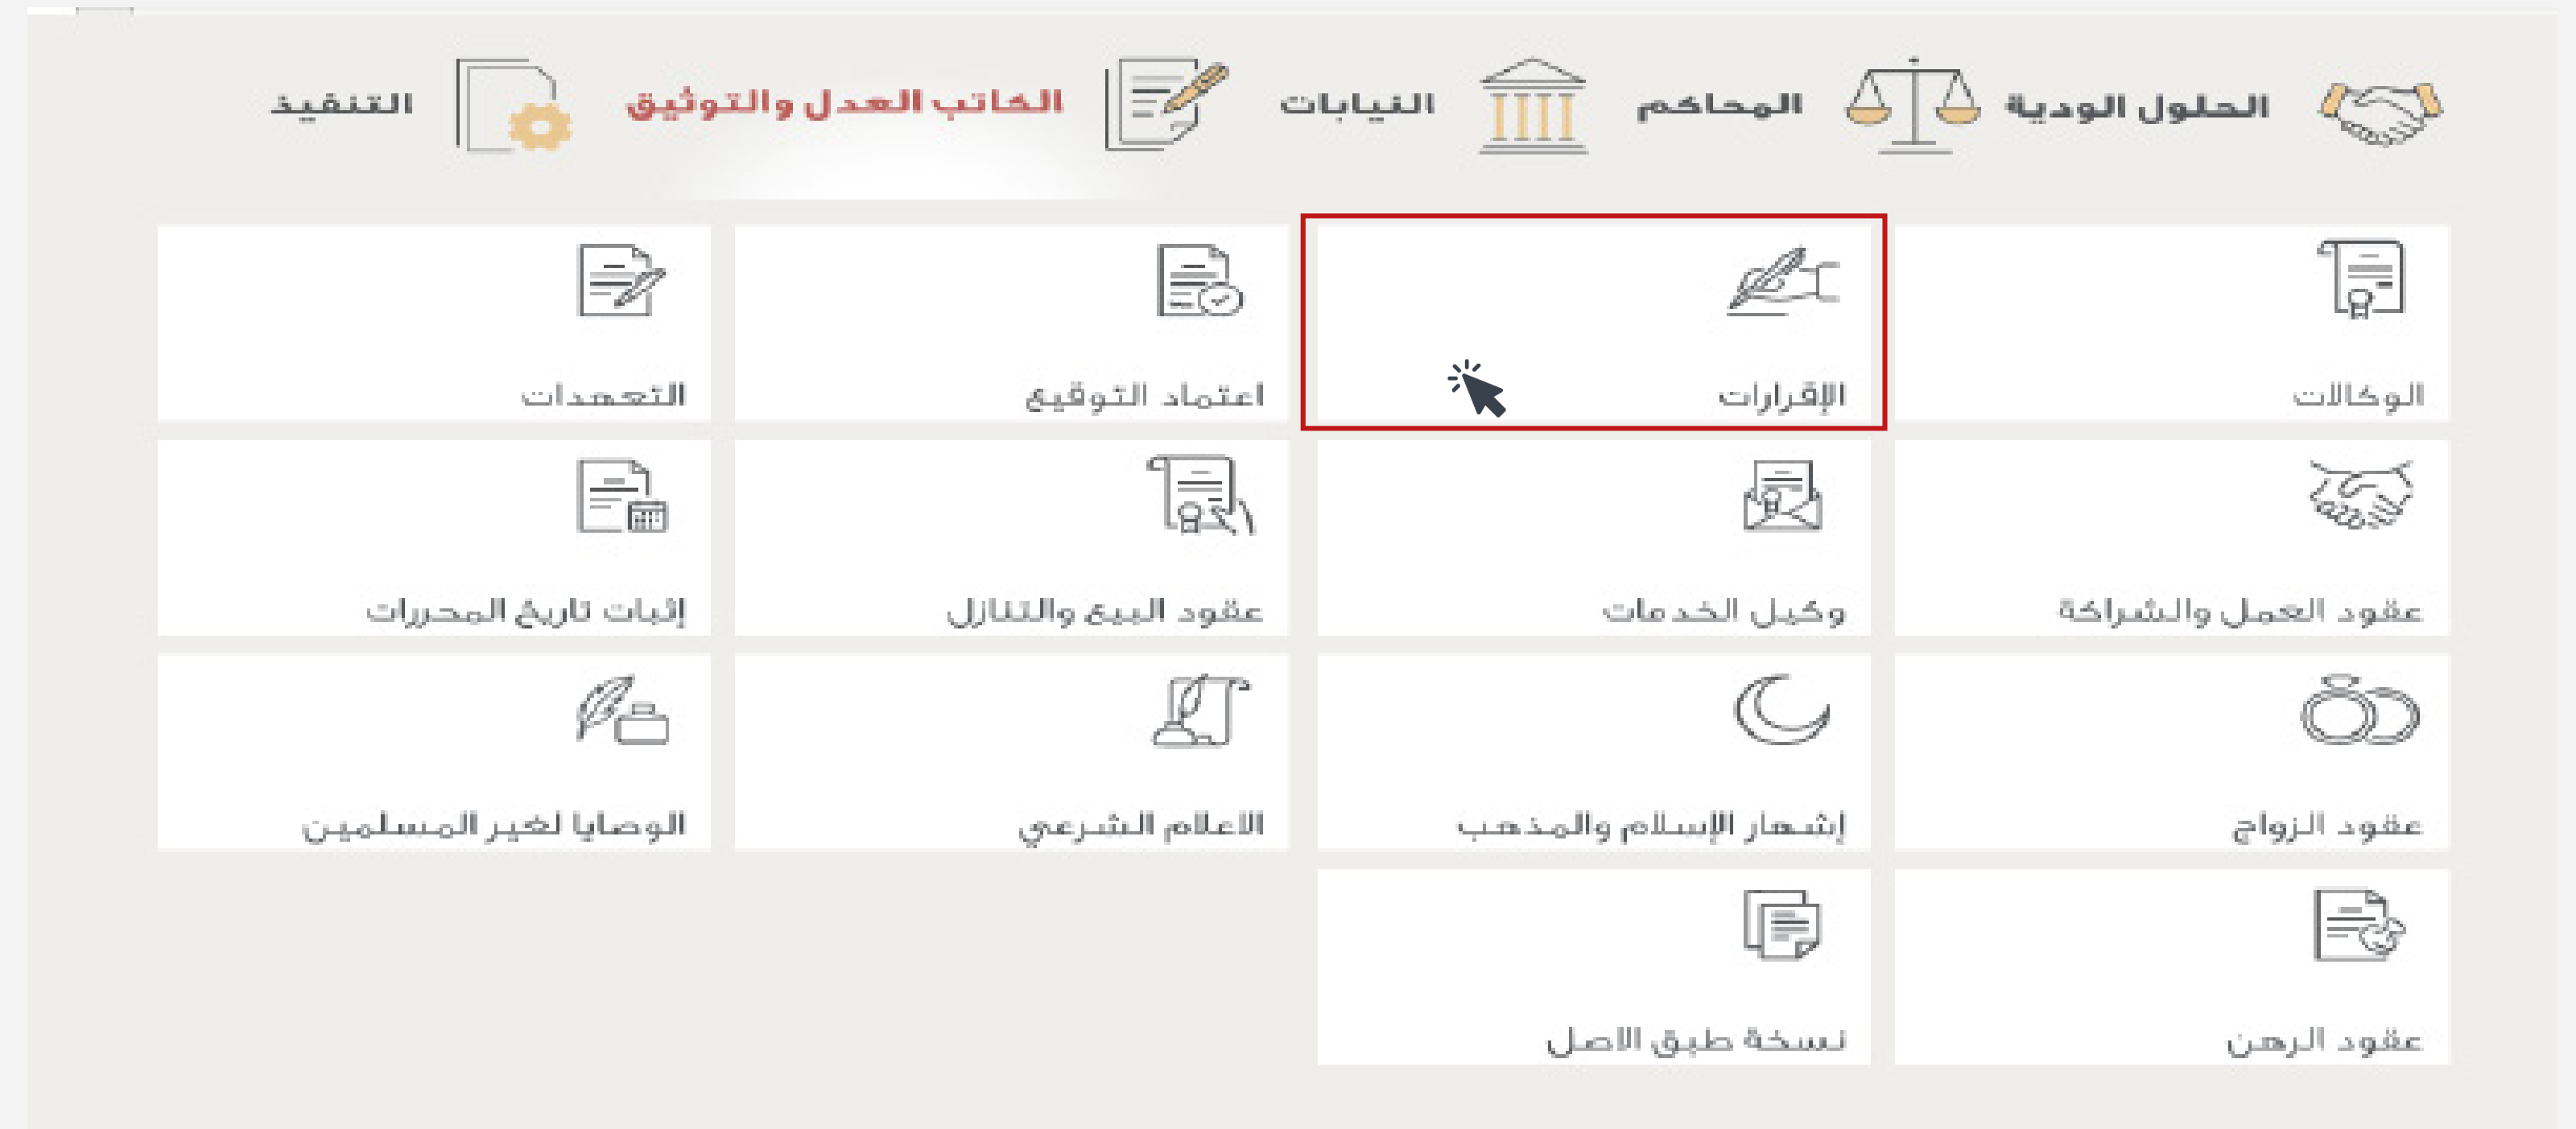 الحلول الودية
المحاكم
النيابات
الكاتب العدل والتوثيق
التنفيذ
الوكالات
الإقرارات
اعتماد التوقيع
التعهدات
عقود العمل والشراكة
وكيل الخدمات
عقود البيع والتنازل
إثبات تاريخ المحررات
عقود الزواج
إشهار الإسلام والمذهب
الاعلام الشرعي
الوصايا لغير المسلمين
عقود الرهن
نسخة طبق الاصل